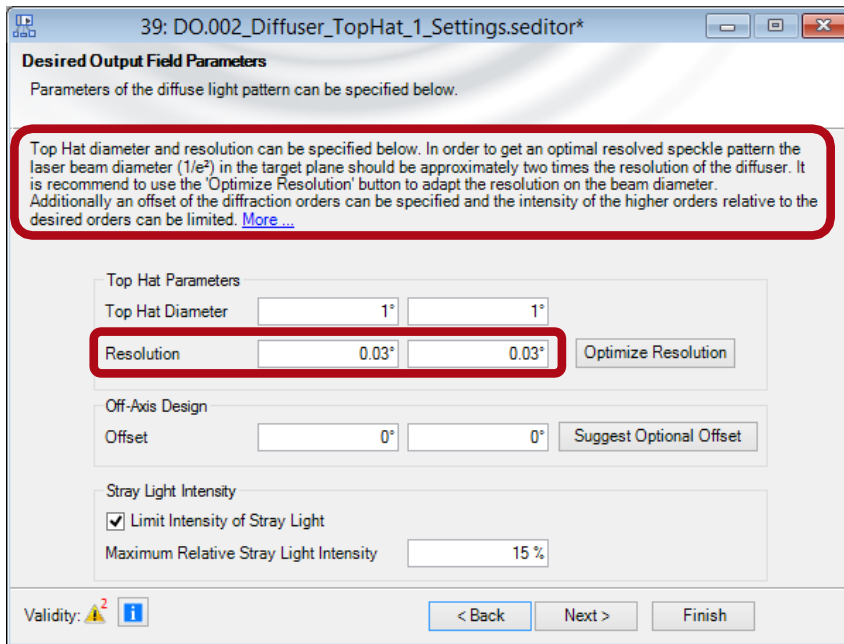 39: DO.002_Diffuser_TopHat_1_Settings.seditor*
Desired Output Field Parameters
Parameters of the diffuse light pattern can be specified below.
Top Hat diameter and resolution can be specified below. In order to get an optimal resolved speckle pattern the
laser beam diameter (1/e²) in the target plane should be approximately two times the resolution of the diffuser. It
is recommend to use the 'Optimize Resolution' button to adapt the resolution on the beam diameter.
Additionally an offset of the diffraction orders can be specified and the intensity of the higher orders relative to the
desired orders can be limited. More ...
Top Hat Parameters
Top Hat Diameter 1° 1°
Resolution 0.03° 0.03° Optimize Resolution
Off-Axis Design
Offset 0° 0° Suggest Optional Offset
Stray Light Intensity
Limit Intensity of Stray Light
Maximum Relative Stray Light Intensity 15 %
Validity: 2 i < Back Next > Finish